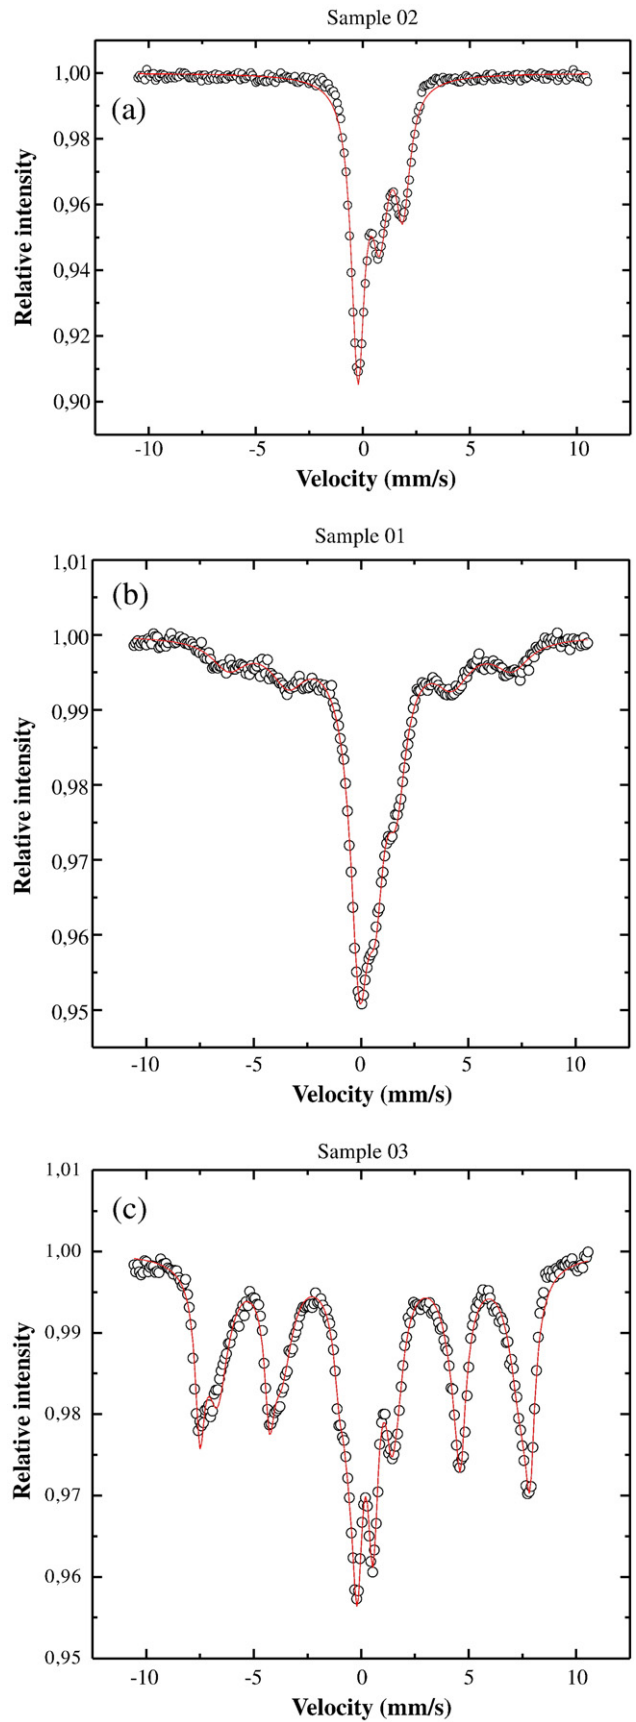 Sample 02
(a)
1,00
0,98
0,96
0,94
0,92
0,90
Relative intensity
-10 -5 0 5 10
Velocity (mm/s)
Sample 01
(b)
1,01
1,00
0,99
0,98
0,97
0,96
0,95
Relative intensity
-10 -5 0 5 10
Velocity (mm/s)
Sample 03
(c)
1,01
1,00
0,99
0,98
0,97
0,96
0,95
Relative intensity
-10 -5 0 5 10
Velocity (mm/s)